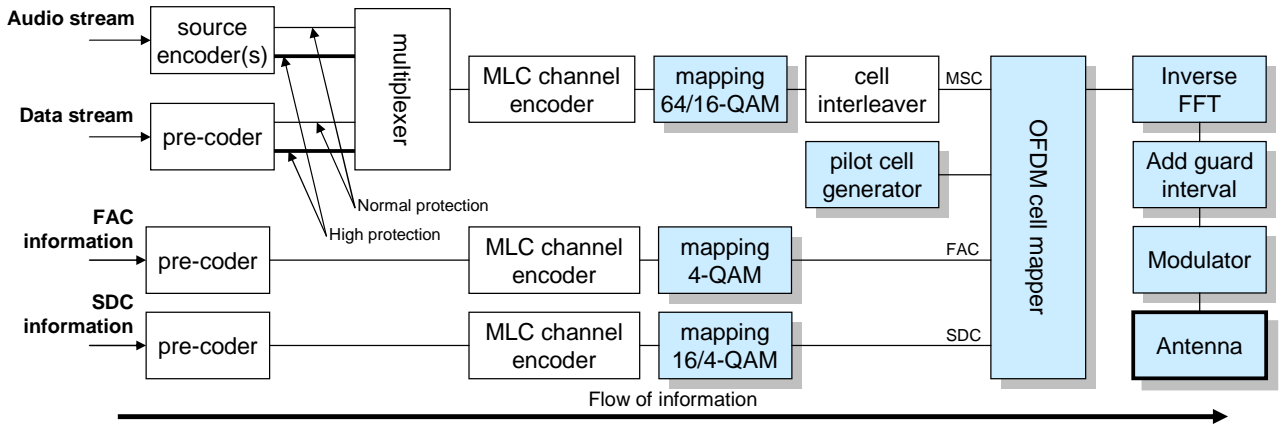 Audio stream
source
encoder(s)
multiplexer
MLC channel
encoder
mapping
64/16-QAM
cell
interleaver
MSC
OFDM cell mapper
Inverse
FFT
Data stream
pre-coder
pilot cell
generator
Add guard
interval
Normal protection
High protection
FAC
information
pre-coder
MLC channel
encoder
mapping
4-QAM
FAC
Modulator
SDC
information
pre-coder
MLC channel
encoder
mapping
16/4-QAM
SDC
Antenna
Flow of information